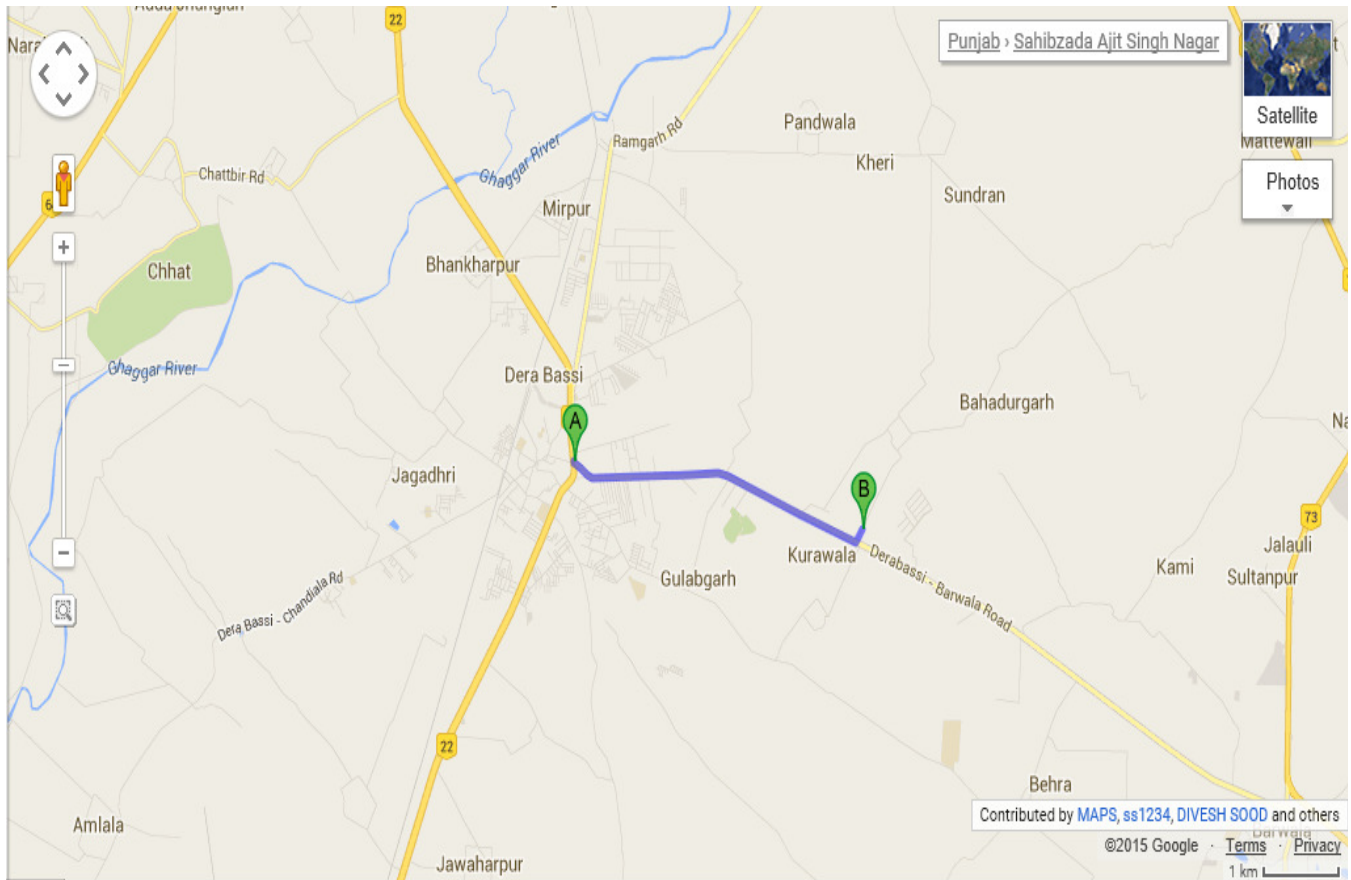 22
Punjab › Sahibzada Ajit Singh Nagar
Satellite
Mattewali
Photos
Pandwala
Kheri
Sundran
Ramgarh Rd
Ghaggar River
Chattbir Rd
Mirpur
Bhankharpur
Chhat
Ghaggar River
Dera Bassi
A
Bahadurgarh
Jagadhri
B
73
Jalauli
Kurawala
Derabassi - Barwala Road
Kami
Sultanpur
Gulabgarh
Dera Bassi - Chandiala Rd
22
Behra
Contributed by MAPS, ss1234, DIVESH SOOD and others
Amlala
Barwala
©2015 Google · Terms · Privacy
Jawaharpur
1 km